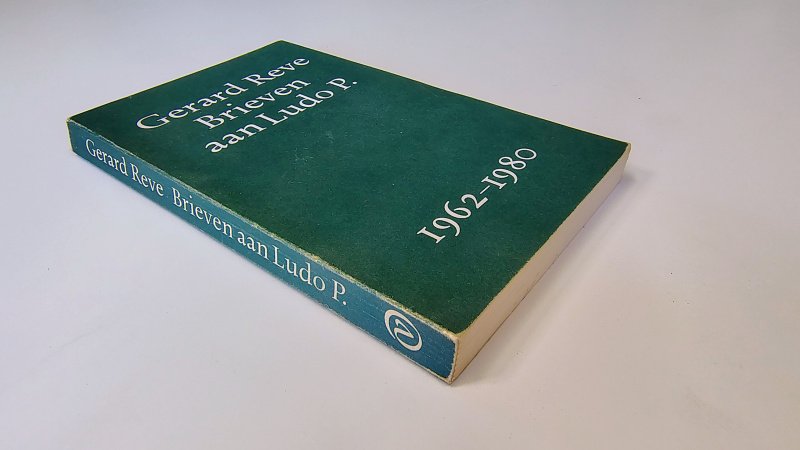 Gerard Reve
Brieven
aan Ludo P.
1962-1980
Gerard Reve Brieven aan Ludo P.